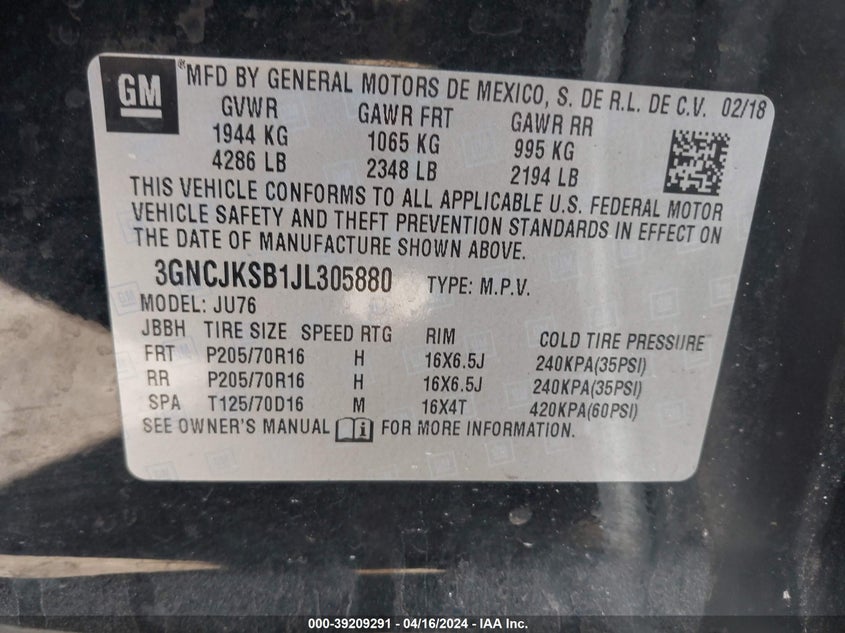 GM
®MFD BY GENERAL MOTORS DE MEXICO, S. DE R.L. DE C.V. 02/18
GVWR GAWR FRT GAWR RR
1944 KG 1065 KG 995 KG
4286 LB 2348 LB 2194 LB
THIS VEHICLE CONFORMS TO ALL APPLICABLE U.S. FEDERAL MOTOR
VEHICLE SAFETY AND THEFT PREVENTION STANDARDS IN EFFECT ON
THE DATE OF MANUFACTURE SHOWN ABOVE.
3GNCJKSB1JL305880 TYPE: M.P.V.
MODEL: JU76
JBBH TIRE SIZE SPEED RTG RIM COLD TIRE PRESSURE
FRT P205/70R16 H 16X6.5J 240KPA(35PSI)
RR P205/70R16 H 16X6.5J 240KPA(35PSI)
SPA T125/70D16 M 16X4T 420KPA(60PSI)
SEE OWNER'S MANUAL i FOR MORE INFORMATION.
000-39209291 - 04/16/2024 - IAA Inc.